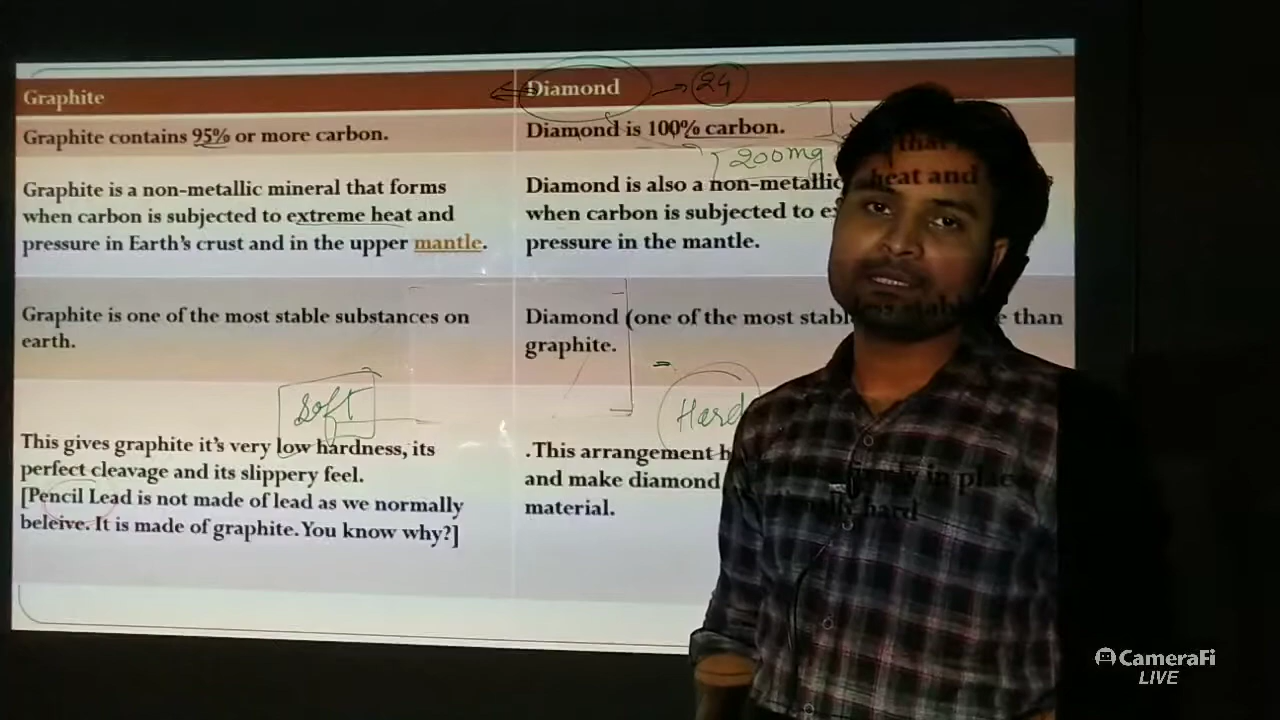 Graphite
Diamond
24
Graphite contains 95% or more carbon.
Diamond is 100% carbon.
200mg
Graphite is a non-metallic mineral that forms
when carbon is subjected to extreme heat and
pressure in Earth's crust and in the upper mantle.
Diamond is also a non-metallic that
when carbon is subjected to heat and
pressure in the mantle.
Graphite is one of the most stable substances on
earth.
Diamond (one of the most stable than
graphite.
Soft
Hard
This gives graphite it's very low hardness, its
perfect cleavage and its slippery feel.
[Pencil Lead is not made of lead as we normally
beleive. It is made of graphite. You know why?]
.This arrangement in place
and make diamond hard
material.
CameraFi
LIVE